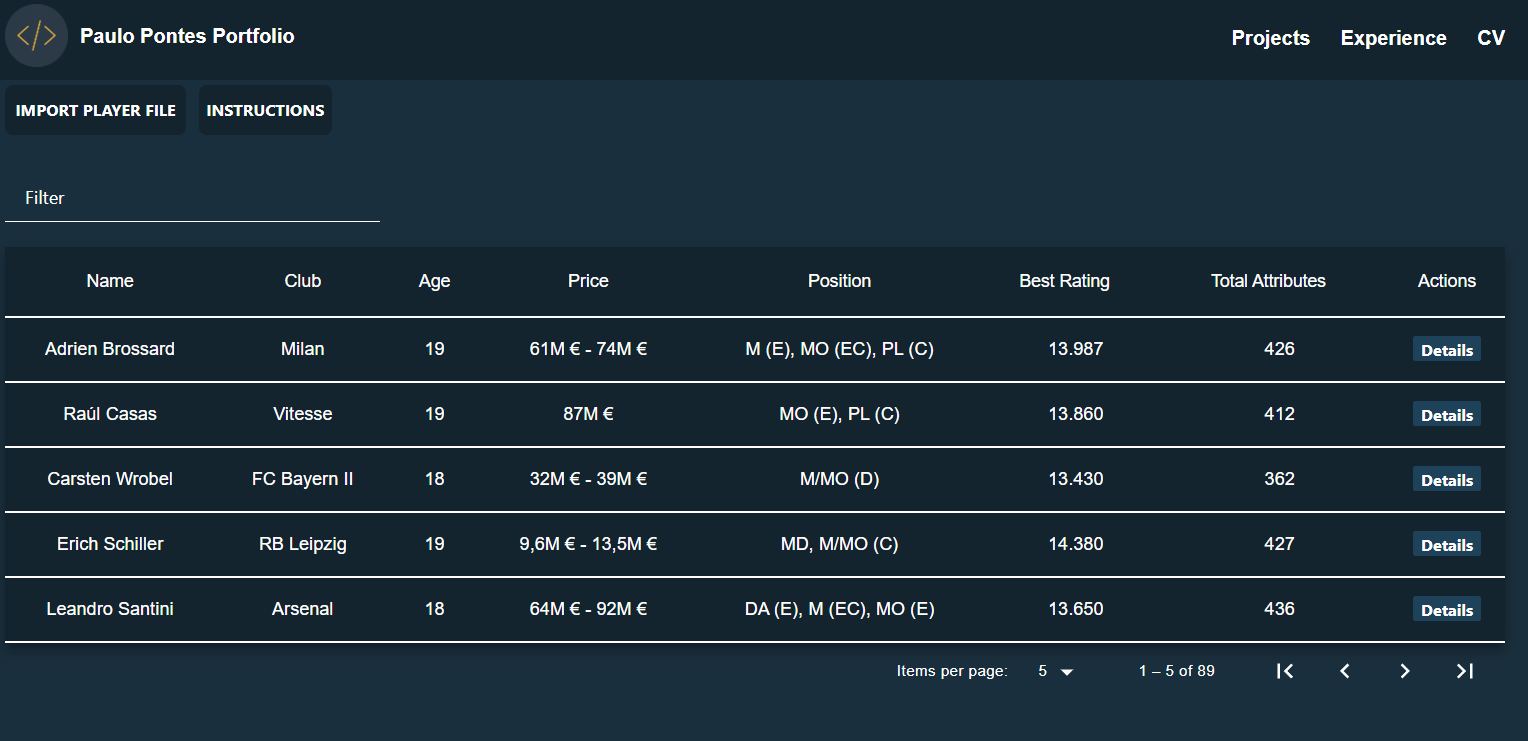 </>
Paulo Pontes Portfolio
Projects Experience CV
IMPORT PLAYER FILE INSTRUCTIONS
Filter
Name Club Age Price Position Best Rating Total Attributes Actions
Adrien Brossard Milan 19 61M € - 74M € M (E), MO (EC), PL (C) 13.987 426 Details
Raúl Casas Vitesse 19 87M € MO (E), PL (C) 13.860 412 Details
Carsten Wrobel FC Bayern II 18 32M € - 39M € M/MO (D) 13.430 362 Details
Erich Schiller RB Leipzig 19 9,6M € - 13,5M € MD, M/MO (C) 14.380 427 Details
Leandro Santini Arsenal 18 64M € - 92M € DA (E), M (EC), MO (E) 13.650 436 Details
Items per page: 5 1 – 5 of 89